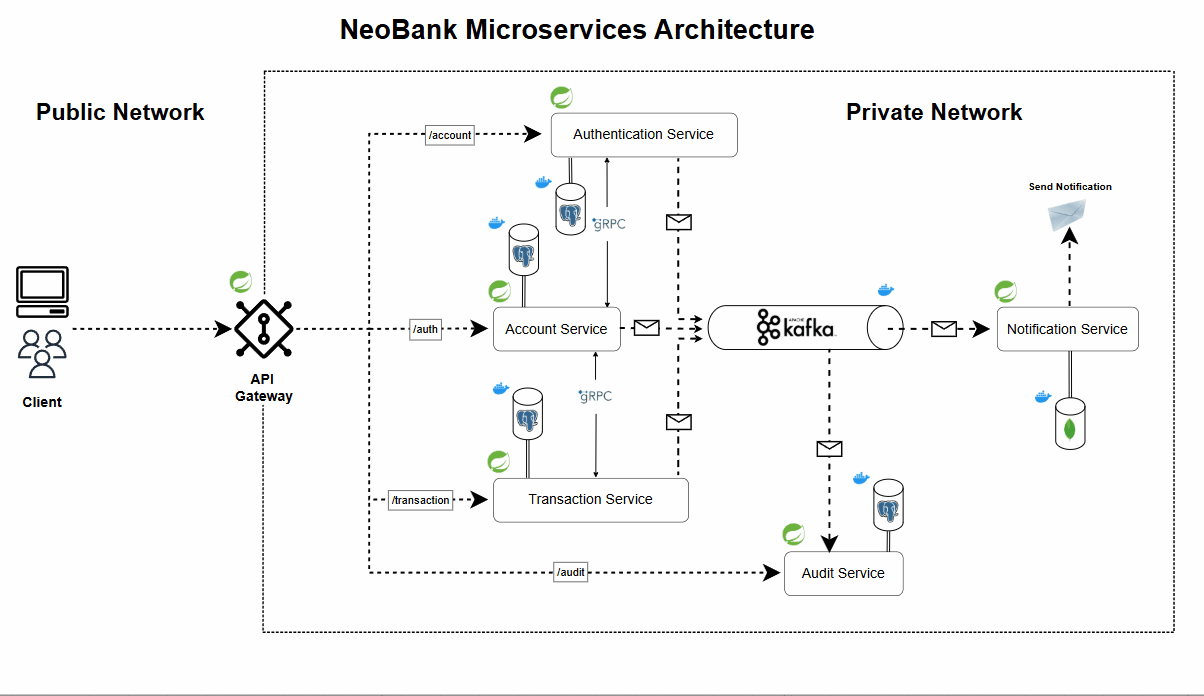 NeoBank Microservices Architecture
Public Network
Private Network
/account
Authentication Service
Send Notification
gRPC
/auth
Account Service
APACHE
kafka
Notification Service
API
Gateway
Client
gRPC
/transaction
Transaction Service
/audit
Audit Service